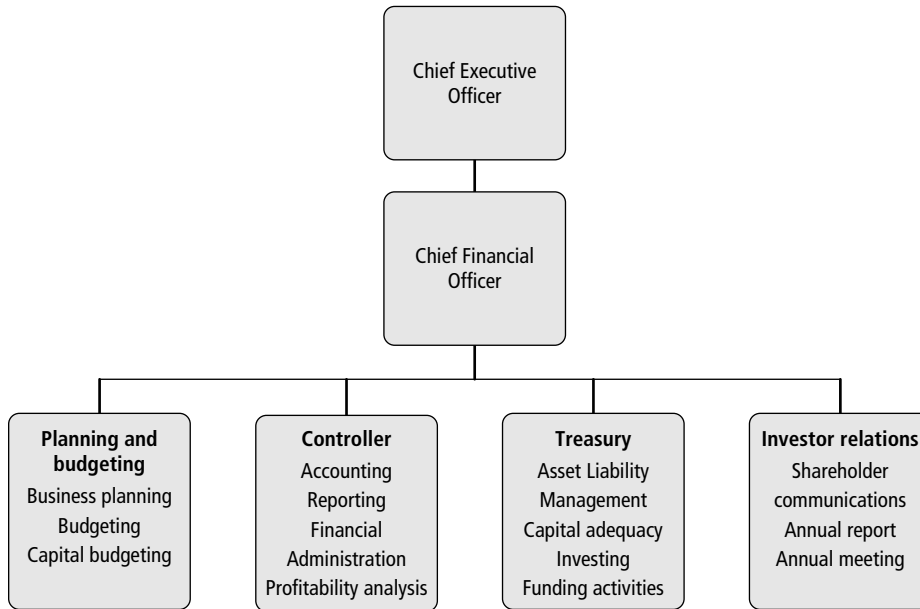 Chief Executive
Officer
Chief Financial
Officer
Planning and
budgeting
Business planning
Budgeting
Capital budgeting
Controller
Accounting
Reporting
Financial
Administration
Profitability analysis
Treasury
Asset Liability
Management
Capital adequacy
Investing
Funding activities
Investor relations
Shareholder
communications
Annual report
Annual meeting